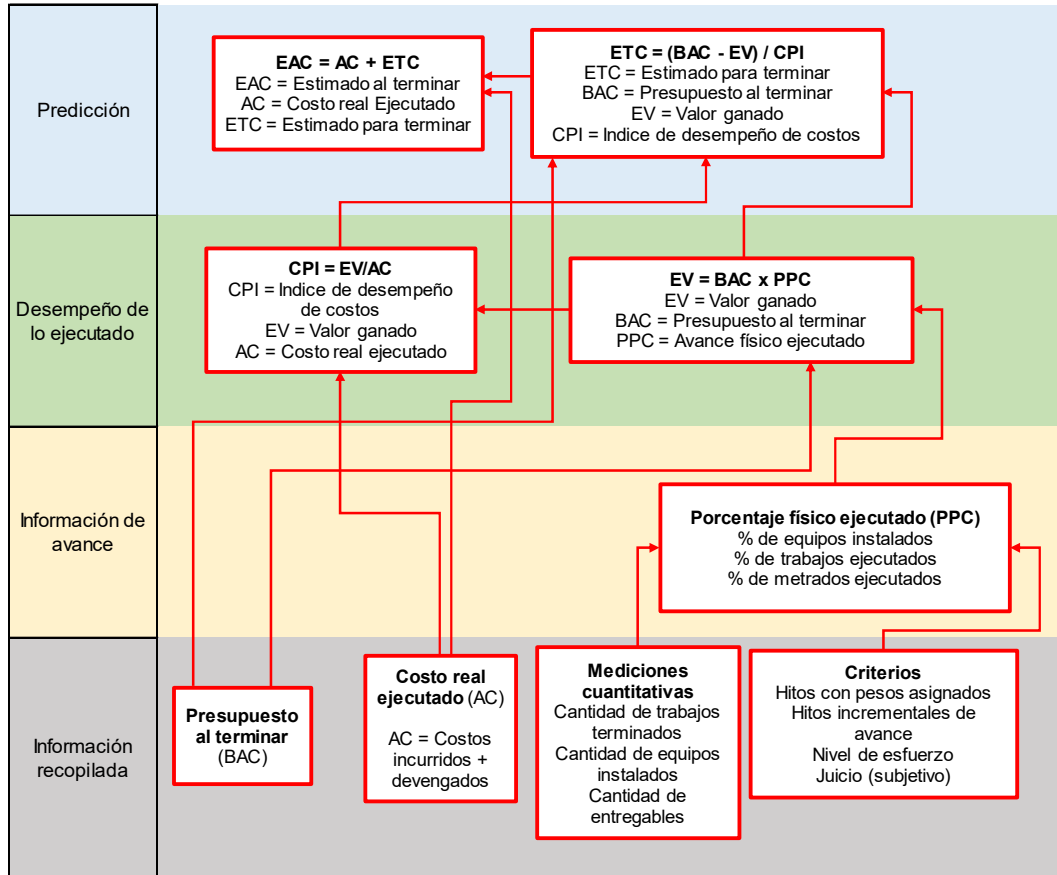 Predicción
EAC = AC + ETC
EAC = Estimado al terminar
AC = Costo real Ejecutado
ETC = Estimado para terminar
ETC = (BAC - EV) / CPI
ETC = Estimado para terminar
BAC = Presupuesto al terminar
EV = Valor ganado
CPI = Indice de desempeño de costos
Desempeño de
lo ejecutado
CPI = EV/AC
CPI = Indice de desempeño
de costos
EV = Valor ganado
AC = Costo real ejecutado
EV = BAC x PPC
EV = Valor ganado
BAC = Presupuesto al terminar
PPC = Avance físico ejecutado
Información de
avance
Porcentaje físico ejecutado (PPC)
% de equipos instalados
% de trabajos ejecutados
% de metrados ejecutados
Información
recopilada
Presupuesto
al terminar
(BAC)
Costo real
ejecutado (AC)
AC = Costos
incurridos +
devengados
Mediciones
cuantitativas
Cantidad de trabajos
terminados
Cantidad de equipos
instalados
Cantidad de
entregables
Criterios
Hitos con pesos asignados
Hitos incrementales de
avance
Nivel de esfuerzo
Juicio (subjetivo)